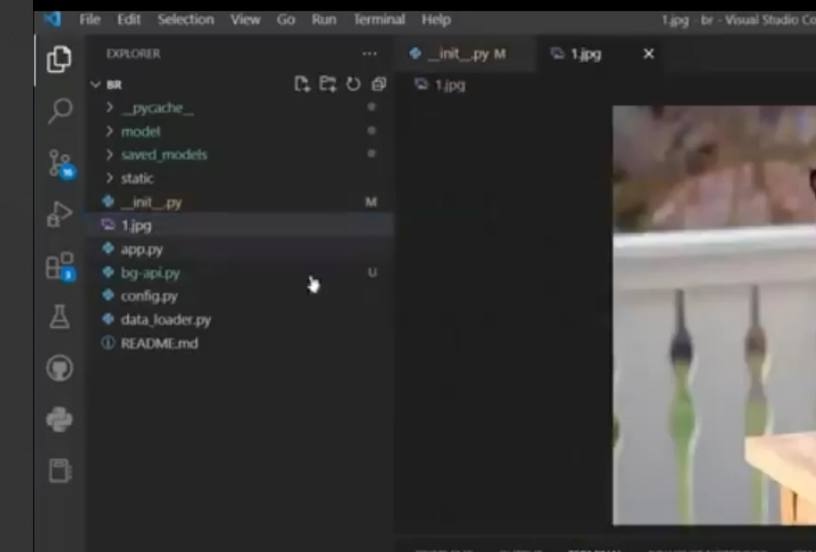 File Edit Selection View Go Run Terminal Help 1.jpg - br - Visual Studio Co
EXPLORER ...
__init__.py M 1.jpg
BR
1.jpg
__pycache__
model
saved_models
static
__init__.py M
1.jpg
app.py
bg-api.py U
config.py
data_loader.py
README.md
16
3